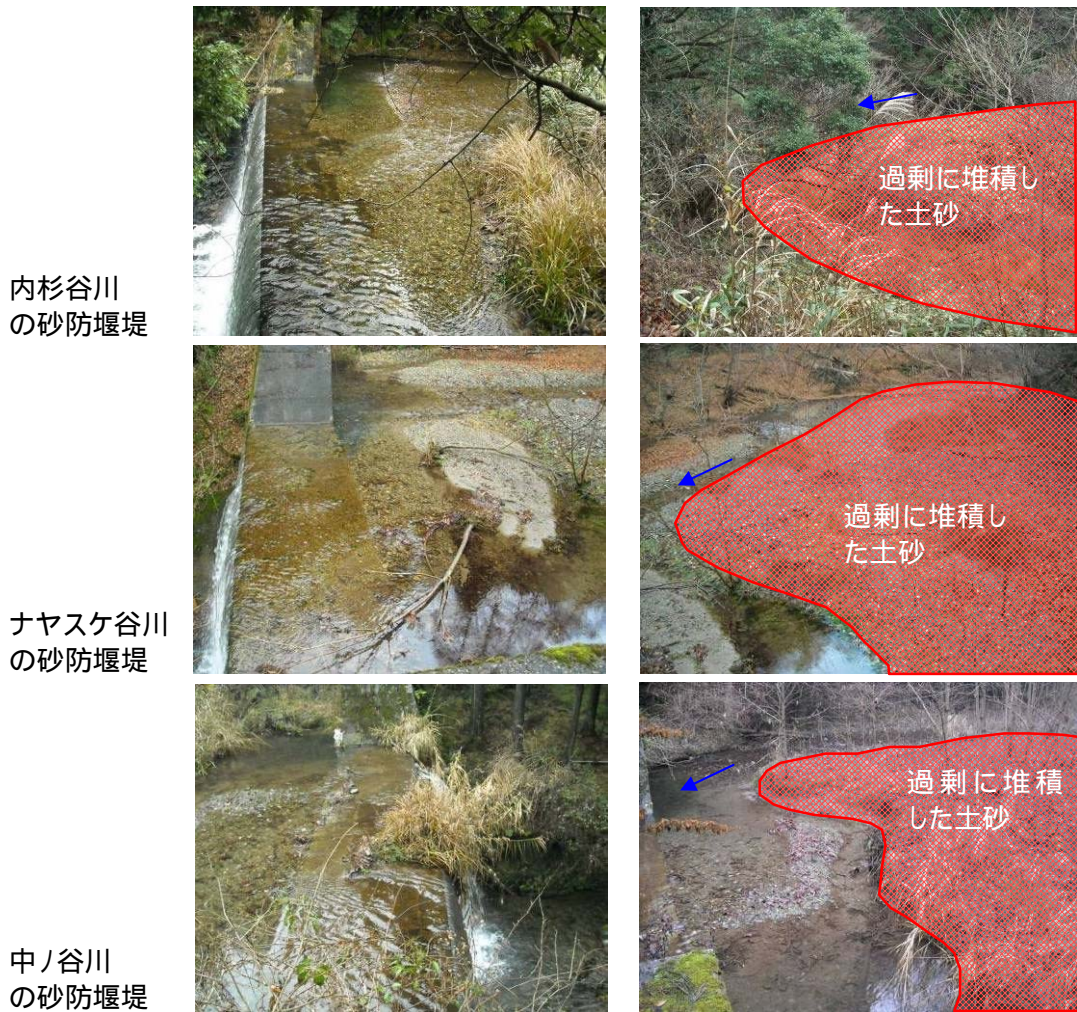 過剰に堆積し
た土砂
内杉谷川
の砂防堰堤
過剰に堆積し
た土砂
ナヤスケ谷川
の砂防堰堤
過剰に堆積
した土砂
中ノ谷川
の砂防堰堤